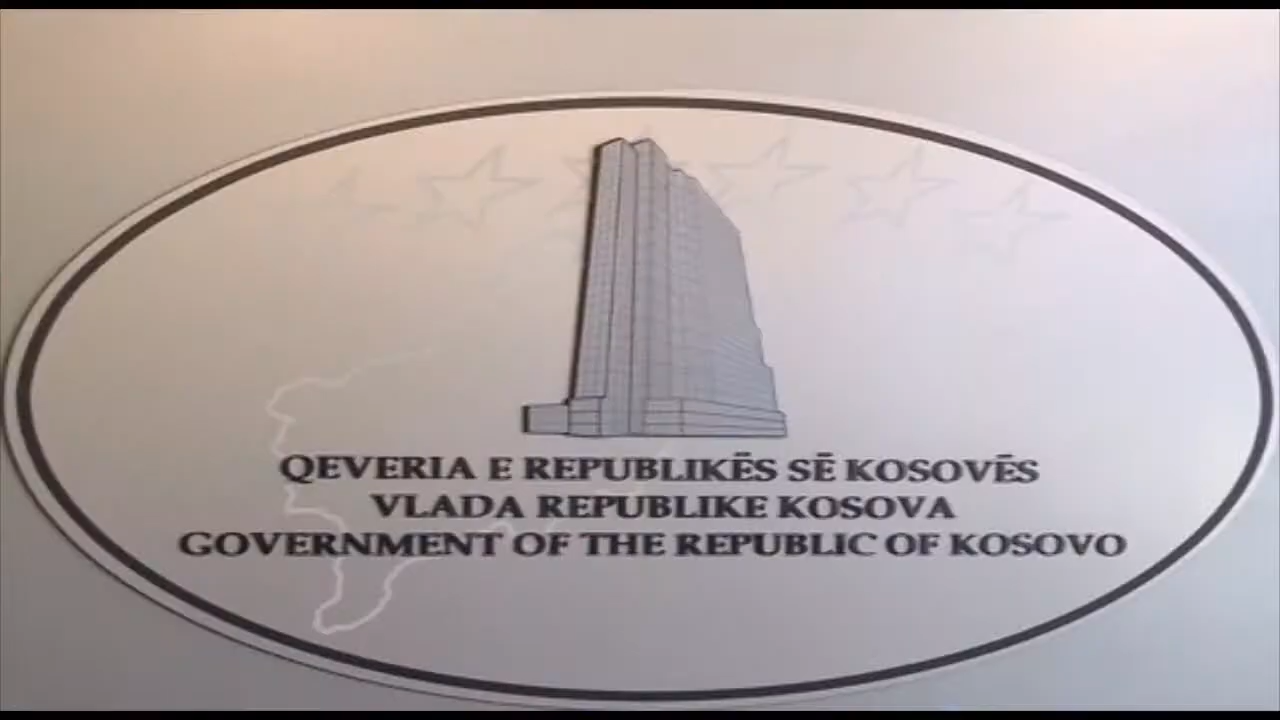 QEVERIA E REPUBLIKËS SË KOSOVËS
VLADA REPUBLIKE KOSOVA
GOVERNMENT OF THE REPUBLIC OF KOSOVO